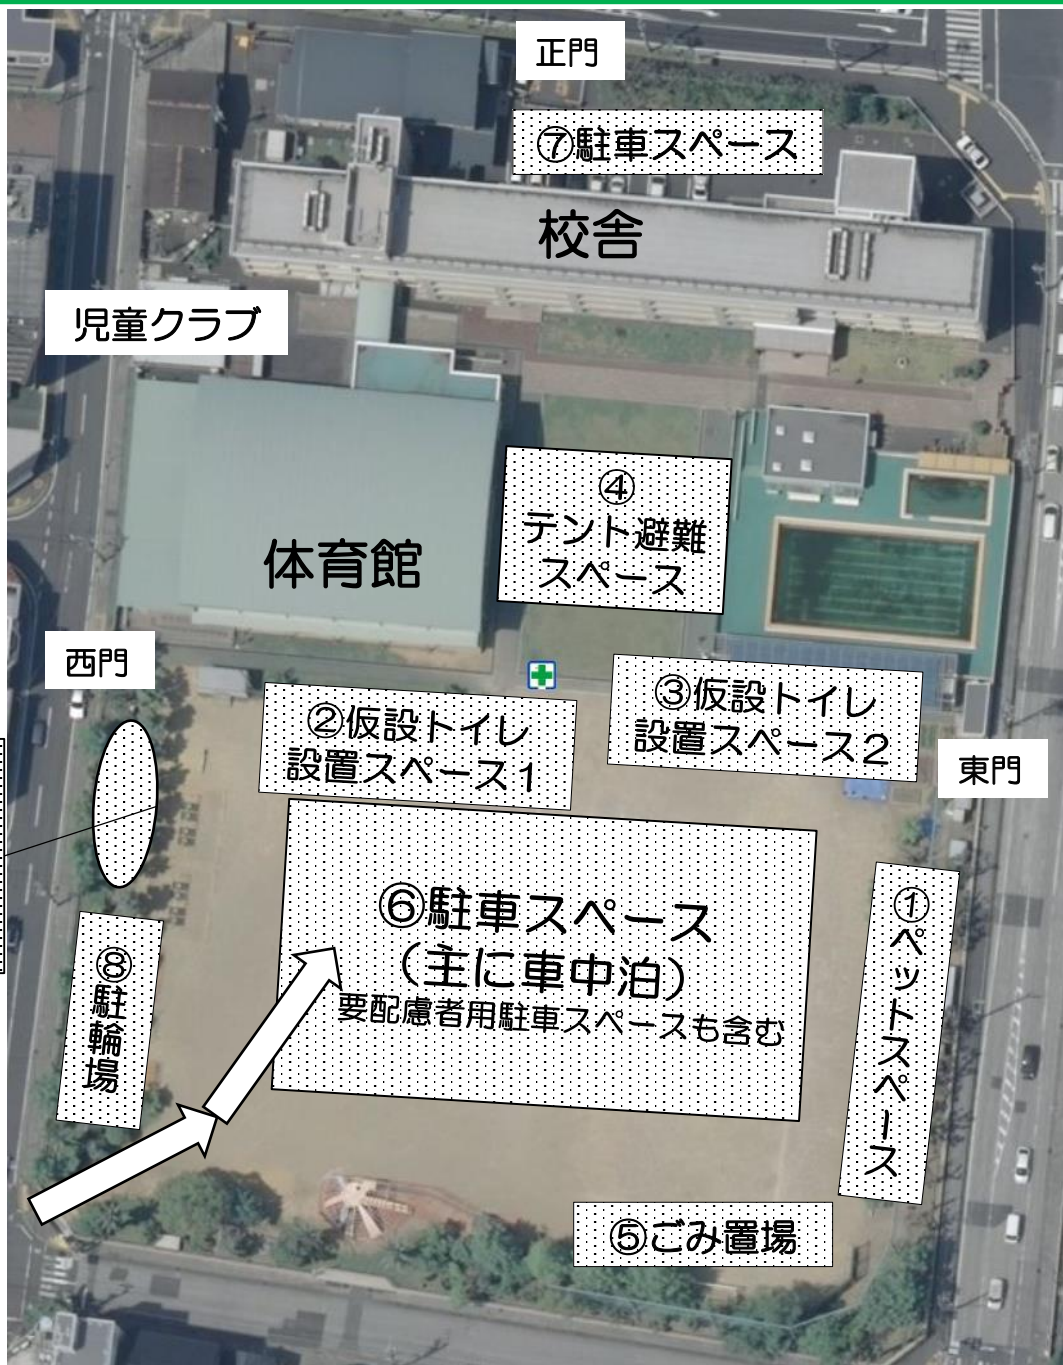 正門
⑦駐車スペース
校舎
児童クラブ
④
テント避難
スペース
体育館
西門
②仮設トイレ
設置スペース1
③仮設トイレ
設置スペース2
東門
⑥駐車スペース
(主に車中泊)
要配慮者用駐車スペースも含む
①ペットスペース
⑧駐輪場
⑤ごみ置場